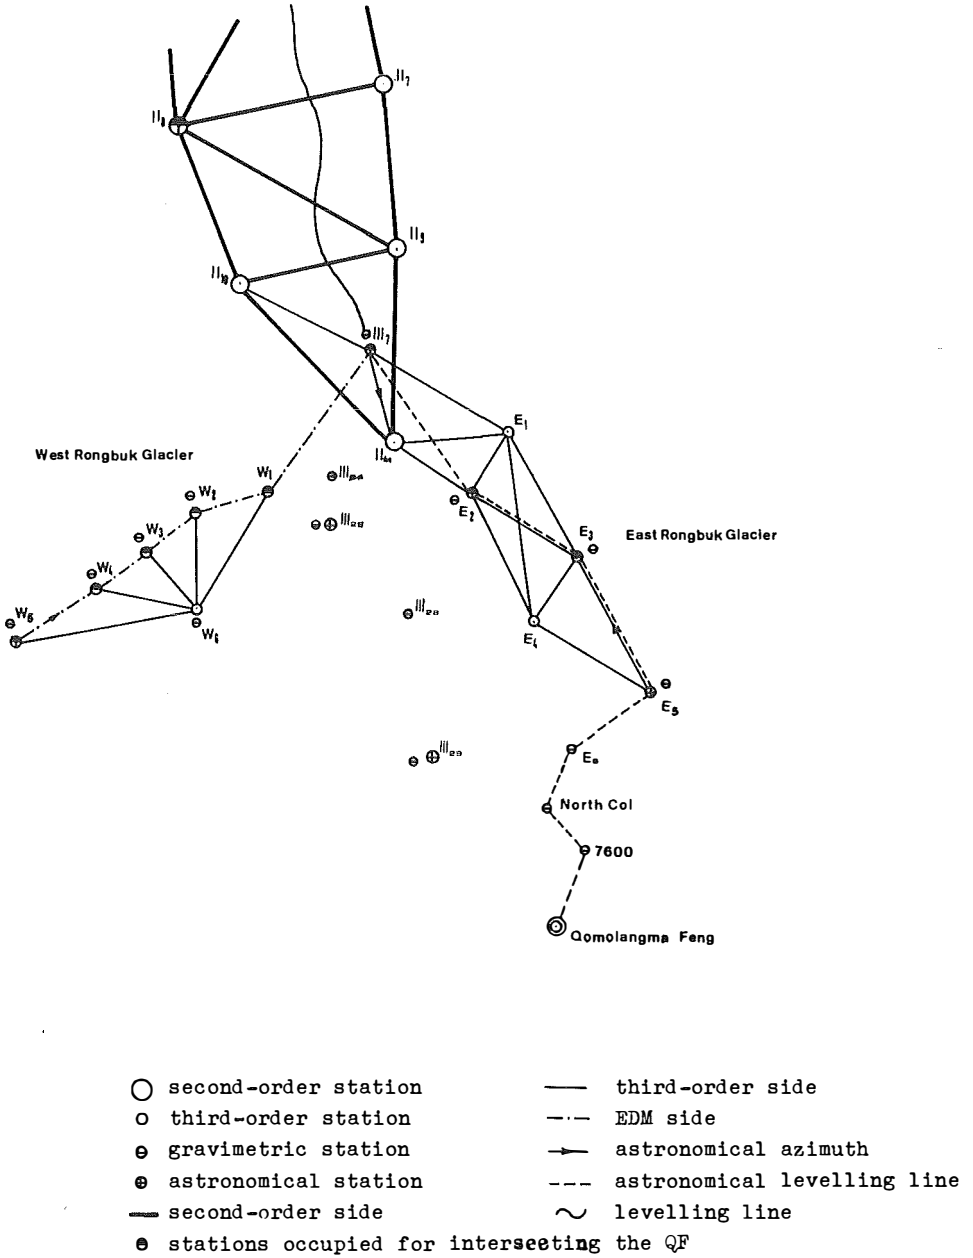 II₇
II₈
II₉
II₁₀
III₇
E₁
II₁₁
West Rongbuk Glacier
W₁
III₂₄
W₂
E₂
W₃
E₃
East Rongbuk Glacier
W₄
W₅
W₆
E₄
E₅
North Col
7600
Qomolangma Feng
second-order station
third-order station
gravimetric station
astronomical station
second-order side
stations occupied for interseeting the QF
third-order side
EDM side
astronomical azimuth
astronomical levelling line
levelling line